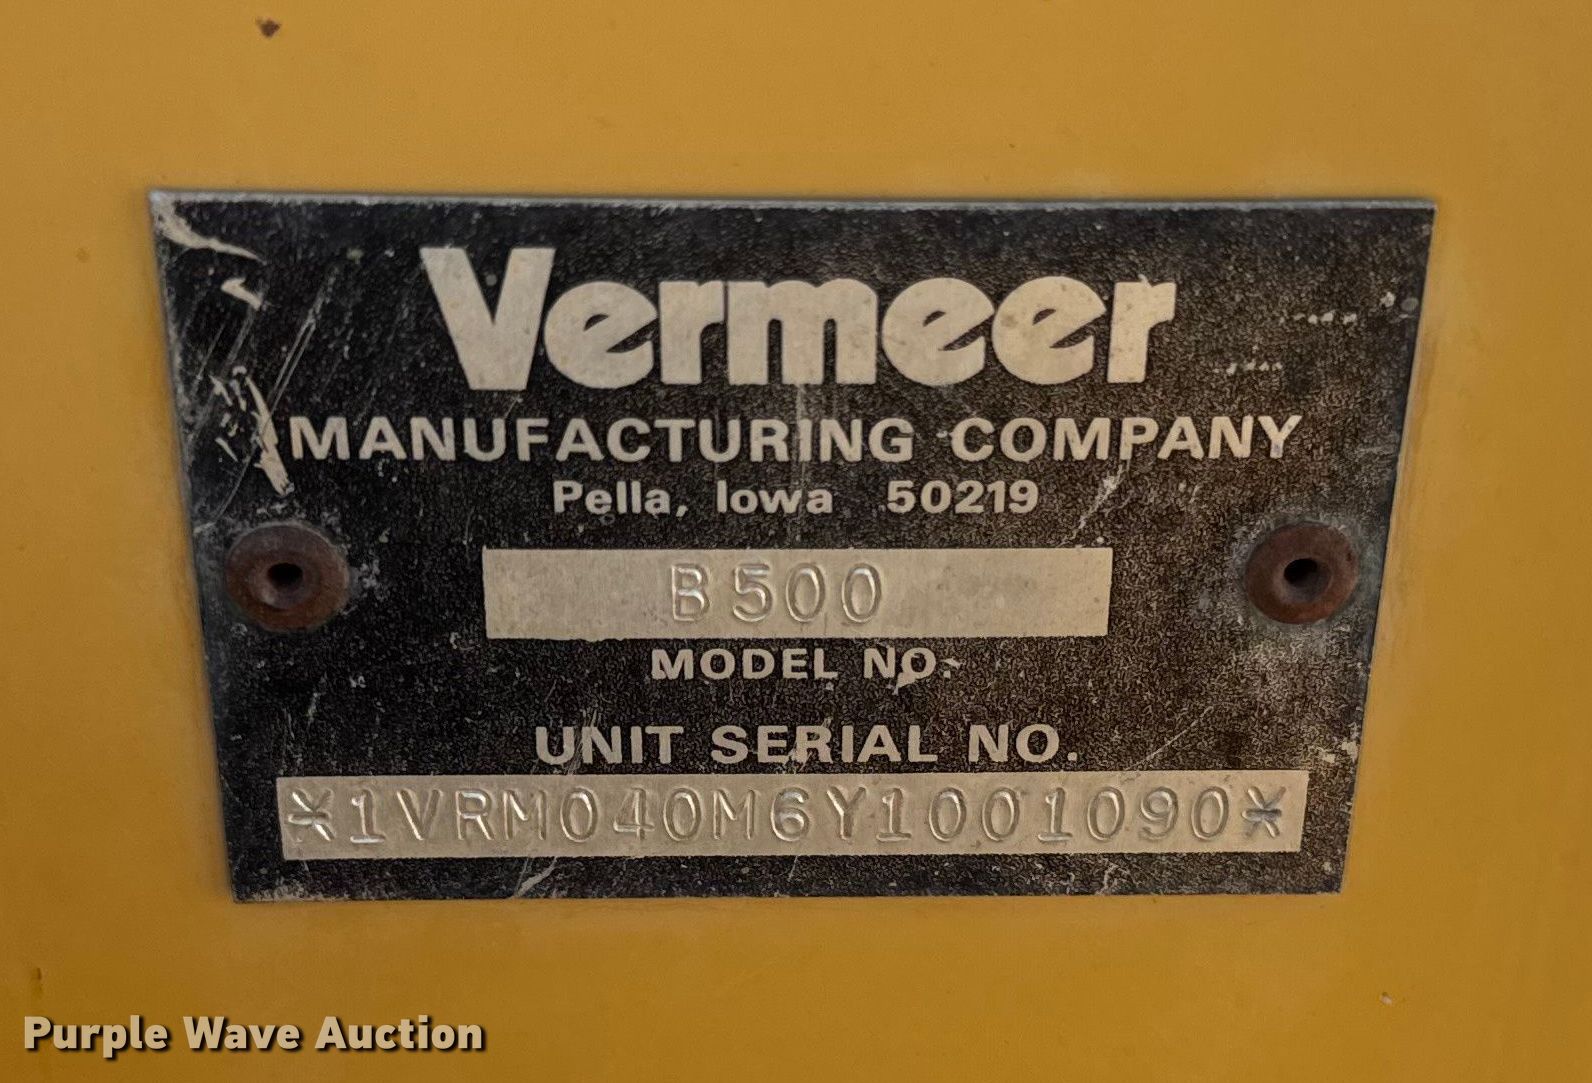 Vermeer
MANUFACTURING COMPANY
Pella, Iowa 50219
B500
MODEL NO.
UNIT SERIAL NO.
*1VRM040M6Y1001090*
Purple Wave Auction